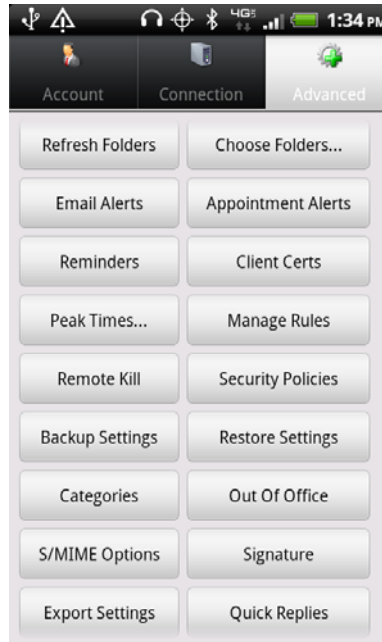 4G 1:34 PM
Account Connection Advanced
Refresh Folders Choose Folders...
Email Alerts Appointment Alerts
Reminders Client Certs
Peak Times... Manage Rules
Remote Kill Security Policies
Backup Settings Restore Settings
Categories Out Of Office
S/MIME Options Signature
Export Settings Quick Replies